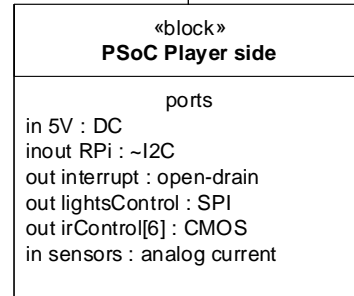 «block»
PSoC Player side
ports
in 5V : DC
inout RPi : ~I2C
out interrupt : open-drain
out lightsControl : SPI
out irControl[6] : CMOS
in sensors : analog current